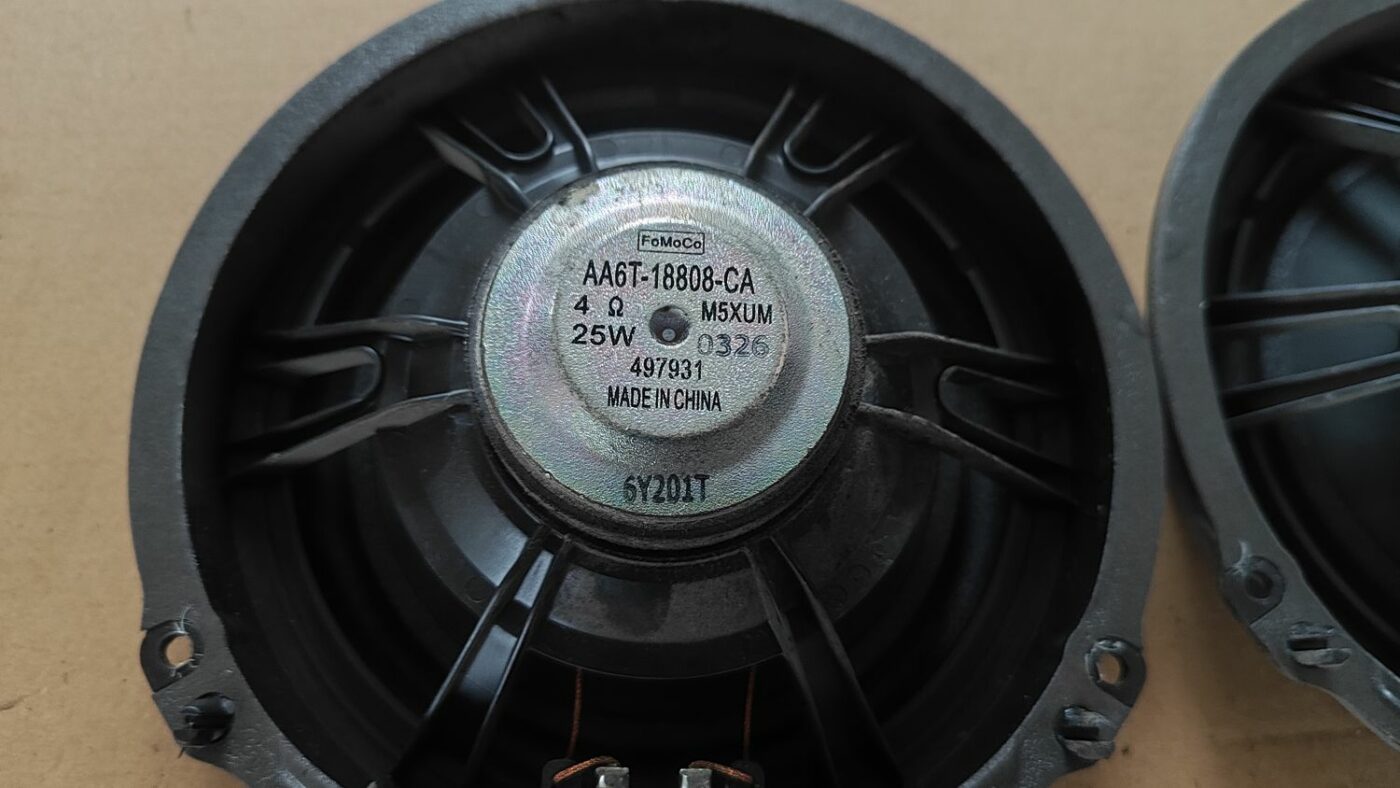 FoMoCo
AA6T-18808-CA
4 Ω M5XUM
25W 0326
497931
MADE IN CHINA
6Y201T